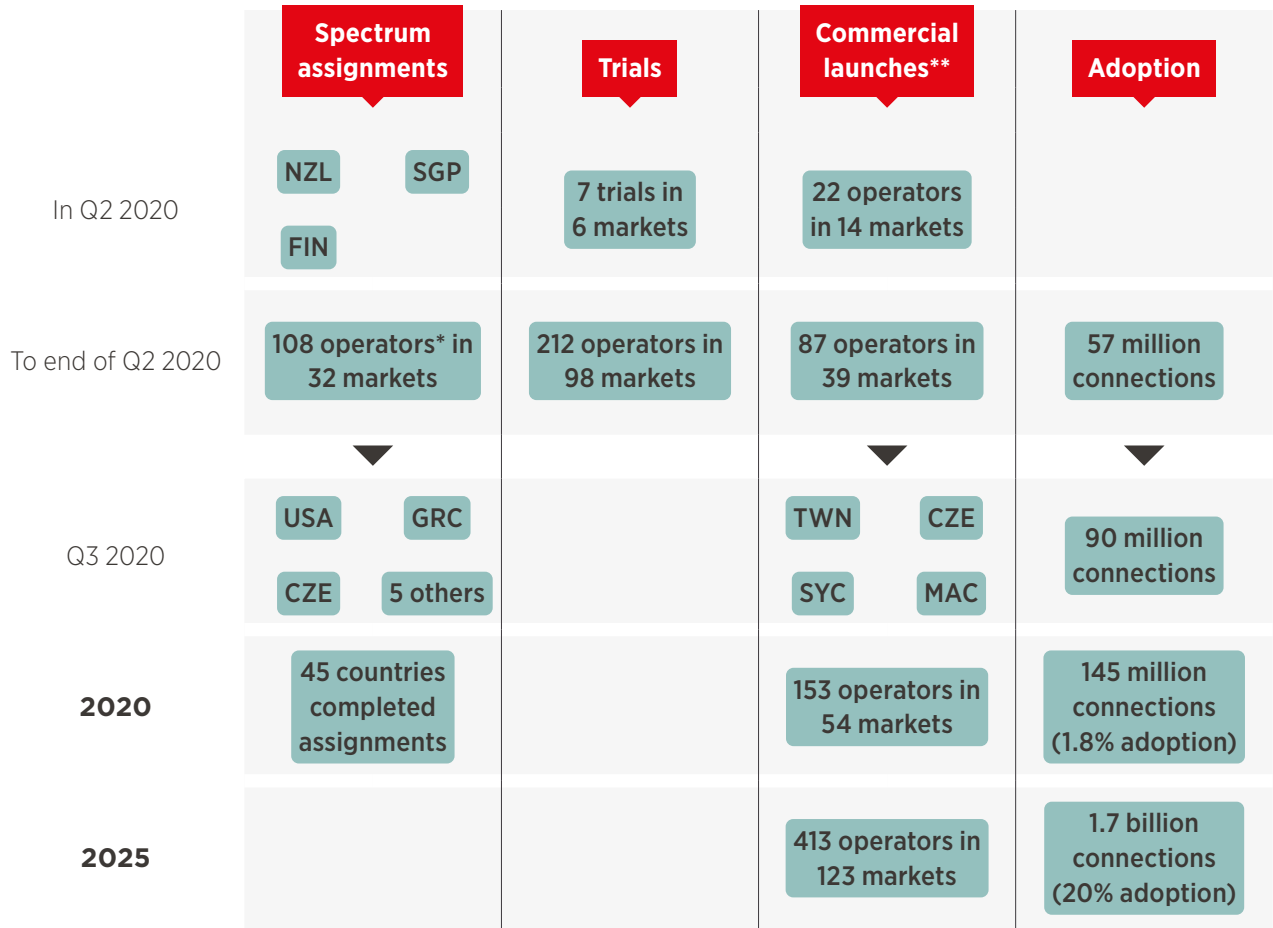 Spectrum
assignments
Trials
Commercial
launches**
Adoption
In Q2 2020
NZL
SGP
FIN
7 trials in
6 markets
22 operators
in 14 markets
To end of Q2 2020
108 operators* in
32 markets
212 operators in
98 markets
87 operators in
39 markets
57 million
connections
Q3 2020
USA
GRC
CZE
5 others
TWN
CZE
SYC
MAC
90 million
connections
2020
45 countries
completed
assignments
153 operators in
54 markets
145 million
connections
(1.8% adoption)
2025
413 operators in
123 markets
1.7 billion
connections
(20% adoption)